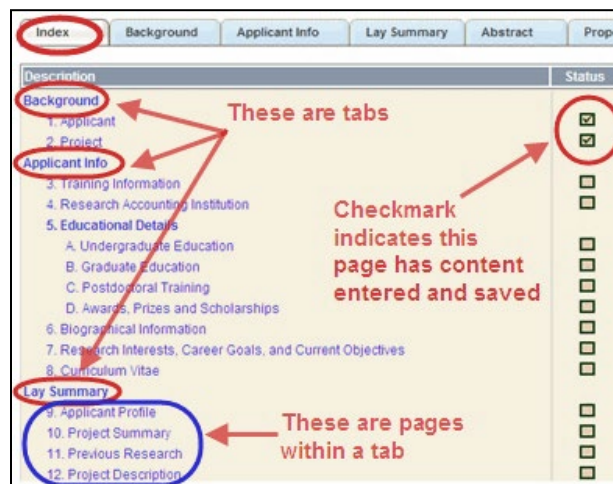 Index Background Applicant Info Lay Summary Abstract
Description Status
Background
1. Applicant
2. Project
Applicant Info
3. Training Information
4. Research Accounting Institution
5. Educational Details
A. Undergraduate Education
B. Graduate Education
C. Postdoctoral Training
D. Awards, Prizes and Scholarships
6. Biographical Information
7. Research Interests, Career Goals, and Current Objectives
8. Curriculum Vitae
Lay Summary
9. Applicant Profile
10. Project Summary
11. Previous Research
12. Project Description
These are tabs
Checkmark
indicates this
page has content
entered and saved
These are pages
within a tab